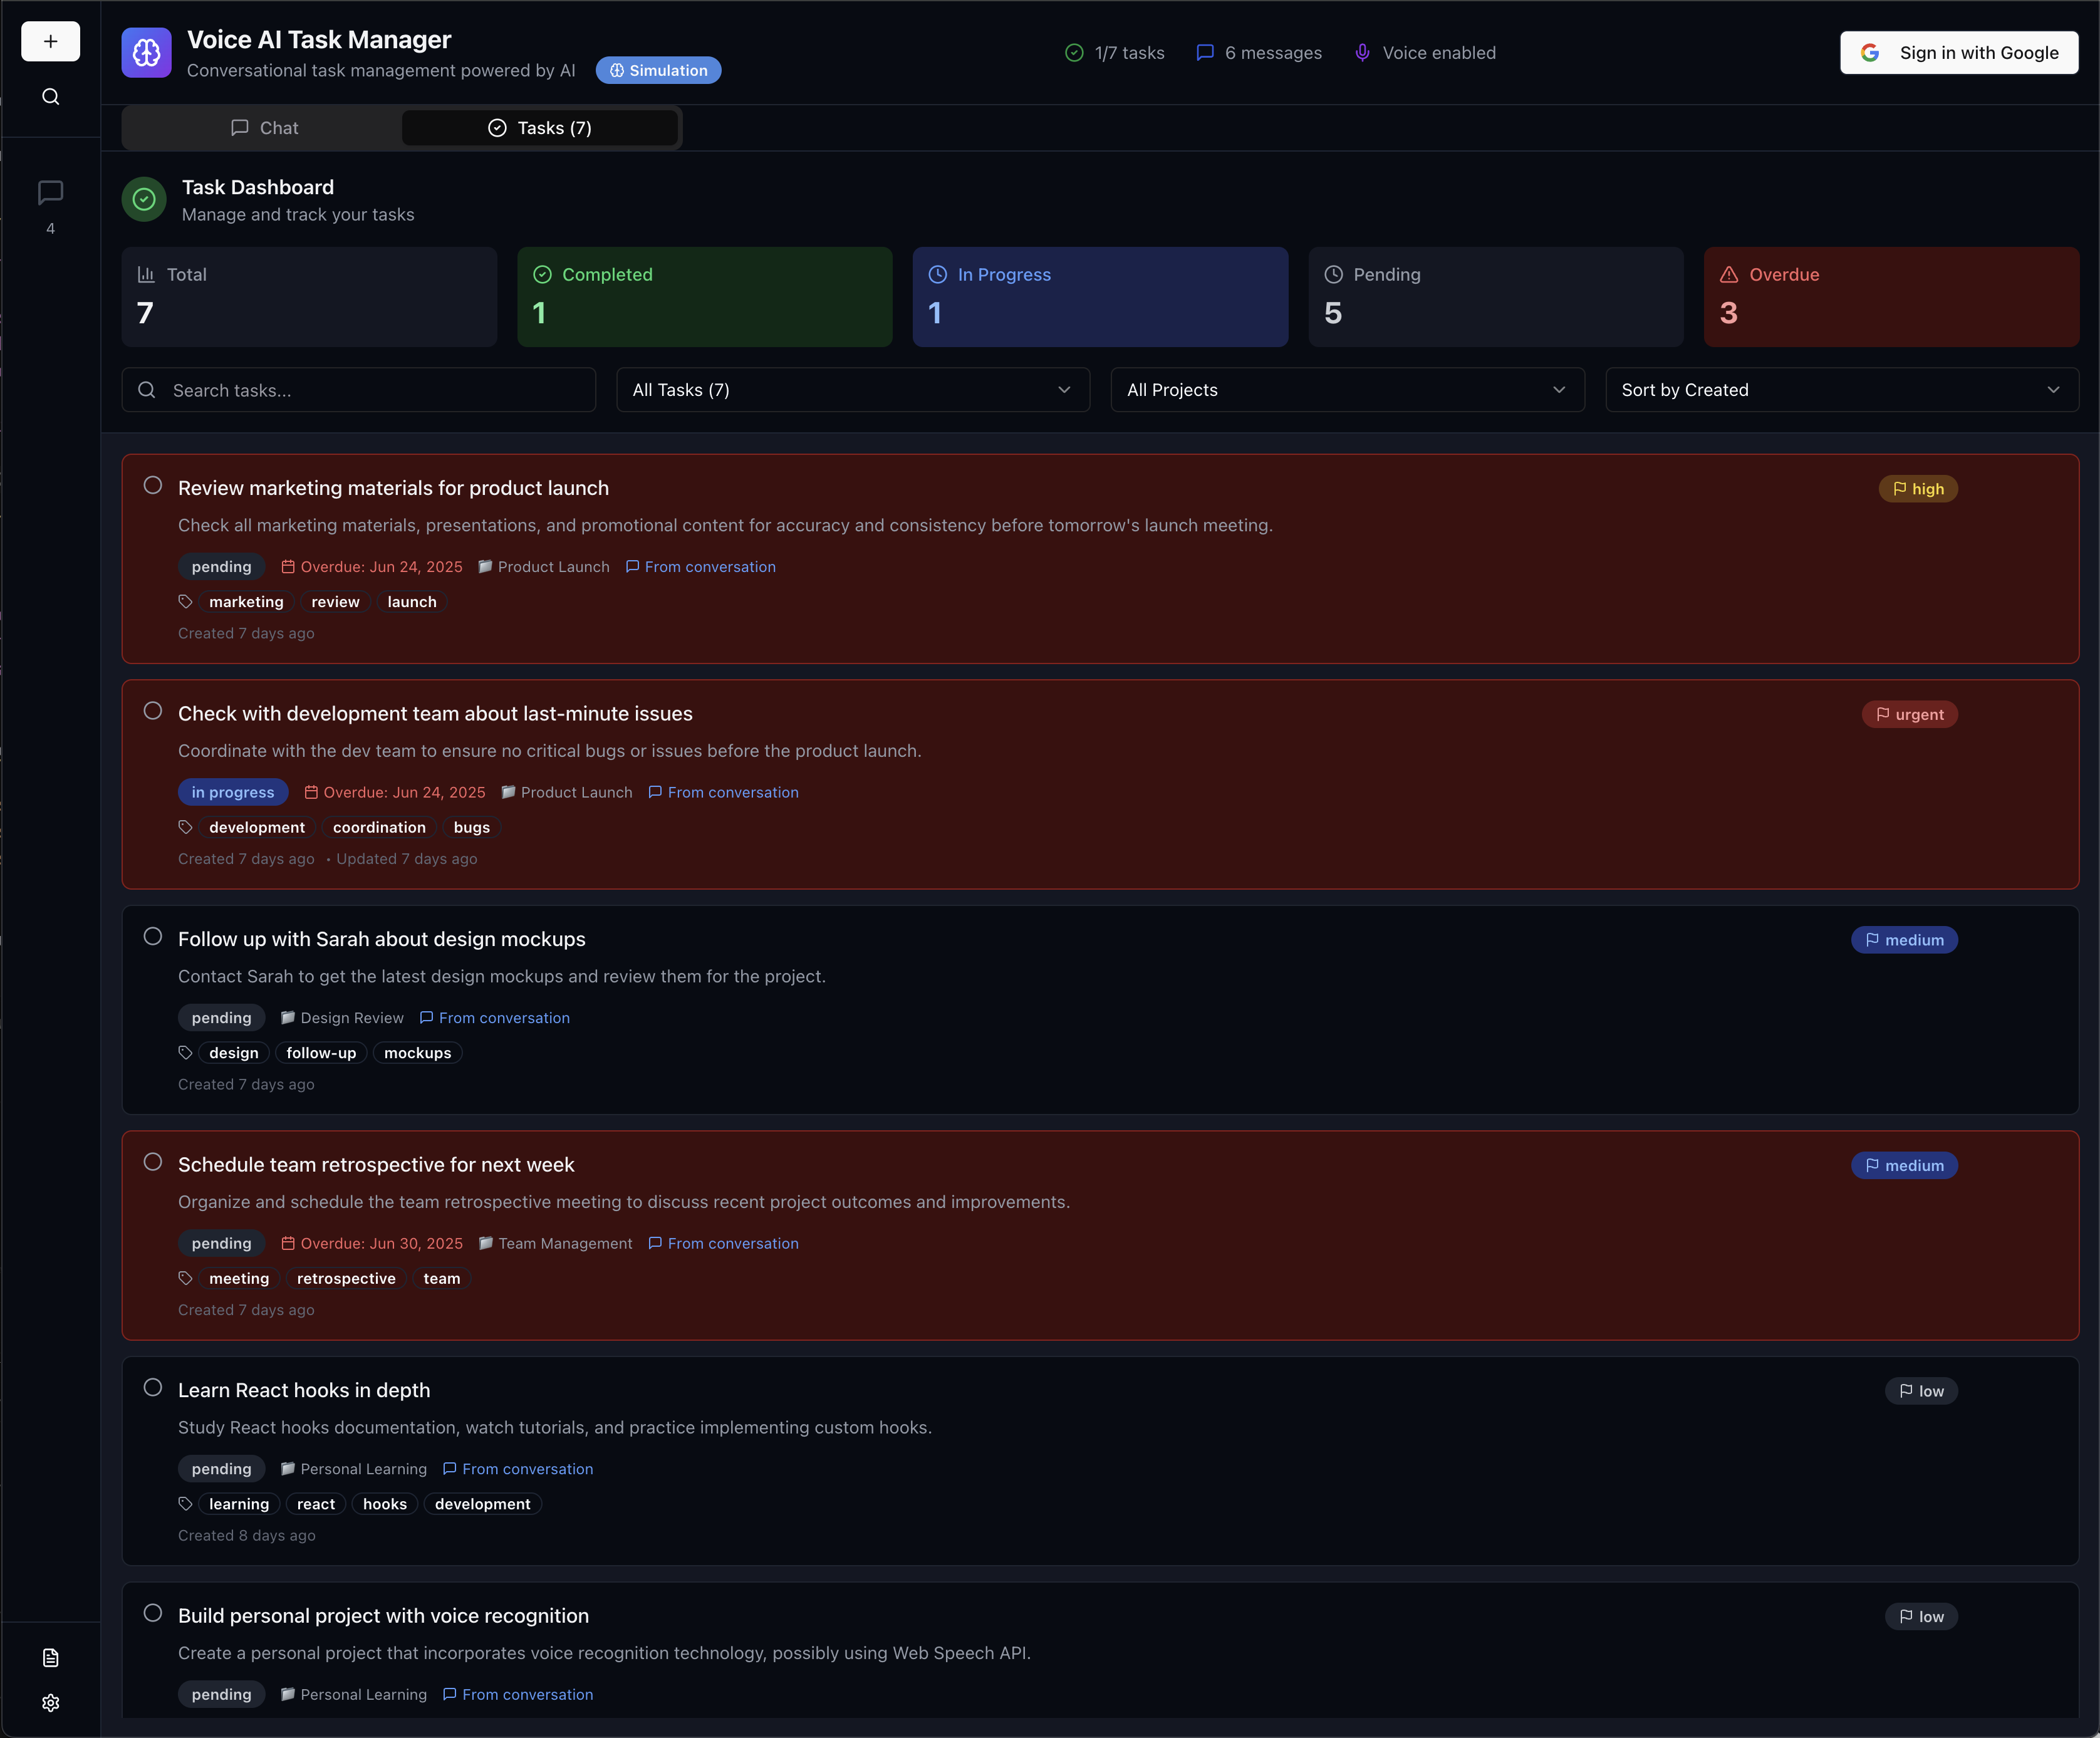 Voice AI Task Manager
Conversational task management powered by AI
Simulation
1/7 tasks
6 messages
Voice enabled
Sign in with Google
Chat
Tasks (7)
4
Task Dashboard
Manage and track your tasks
Total
7
Completed
1
In Progress
1
Pending
5
Overdue
3
Search tasks...
All Tasks (7)
All Projects
Sort by Created
Review marketing materials for product launch
high
Check all marketing materials, presentations, and promotional content for accuracy and consistency before tomorrow's launch meeting.
pending Overdue: Jun 24, 2025 Product Launch From conversation
marketing review launch
Created 7 days ago
Check with development team about last-minute issues
urgent
Coordinate with the dev team to ensure no critical bugs or issues before the product launch.
in progress Overdue: Jun 24, 2025 Product Launch From conversation
development coordination bugs
Created 7 days ago • Updated 7 days ago
Follow up with Sarah about design mockups
medium
Contact Sarah to get the latest design mockups and review them for the project.
pending Design Review From conversation
design follow-up mockups
Created 7 days ago
Schedule team retrospective for next week
medium
Organize and schedule the team retrospective meeting to discuss recent project outcomes and improvements.
pending Overdue: Jun 30, 2025 Team Management From conversation
meeting retrospective team
Created 7 days ago
Learn React hooks in depth
low
Study React hooks documentation, watch tutorials, and practice implementing custom hooks.
pending Personal Learning From conversation
learning react hooks development
Created 8 days ago
Build personal project with voice recognition
low
Create a personal project that incorporates voice recognition technology, possibly using Web Speech API.
pending Personal Learning From conversation